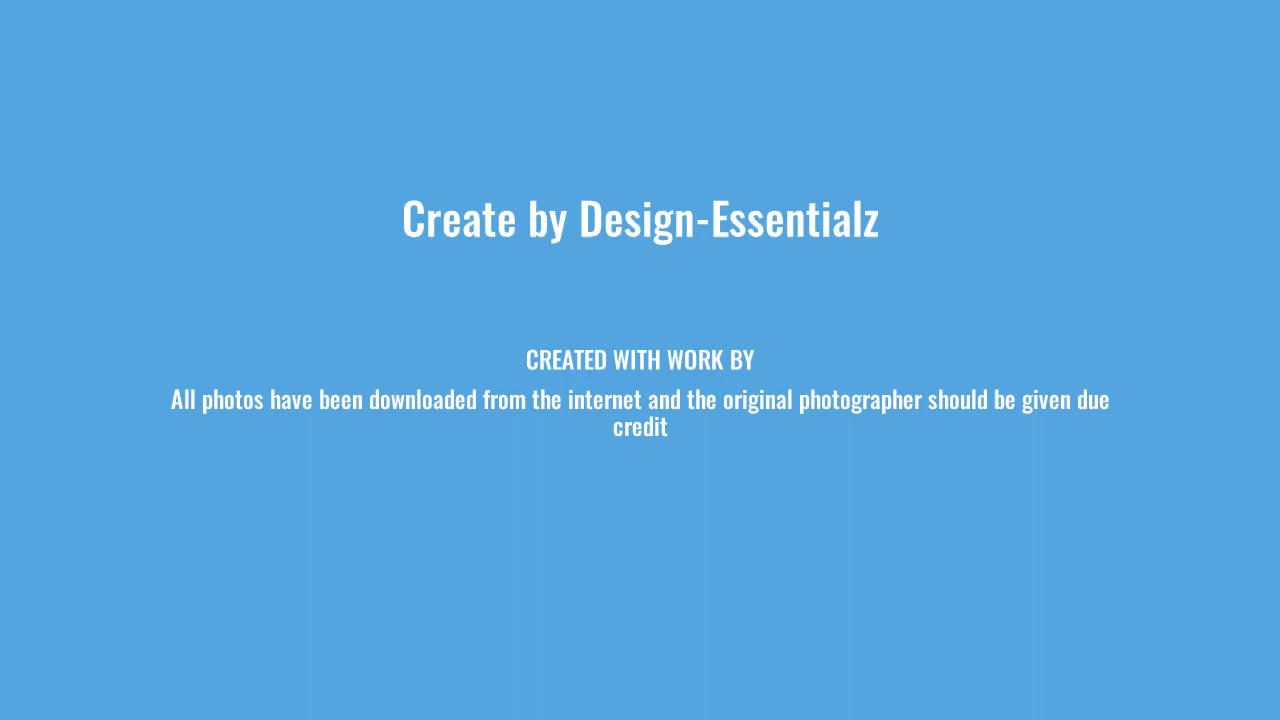 Create by Design-Essentialz
CREATED WITH WORK BY
All photos have been downloaded from the internet and the original photographer should be given due
credit